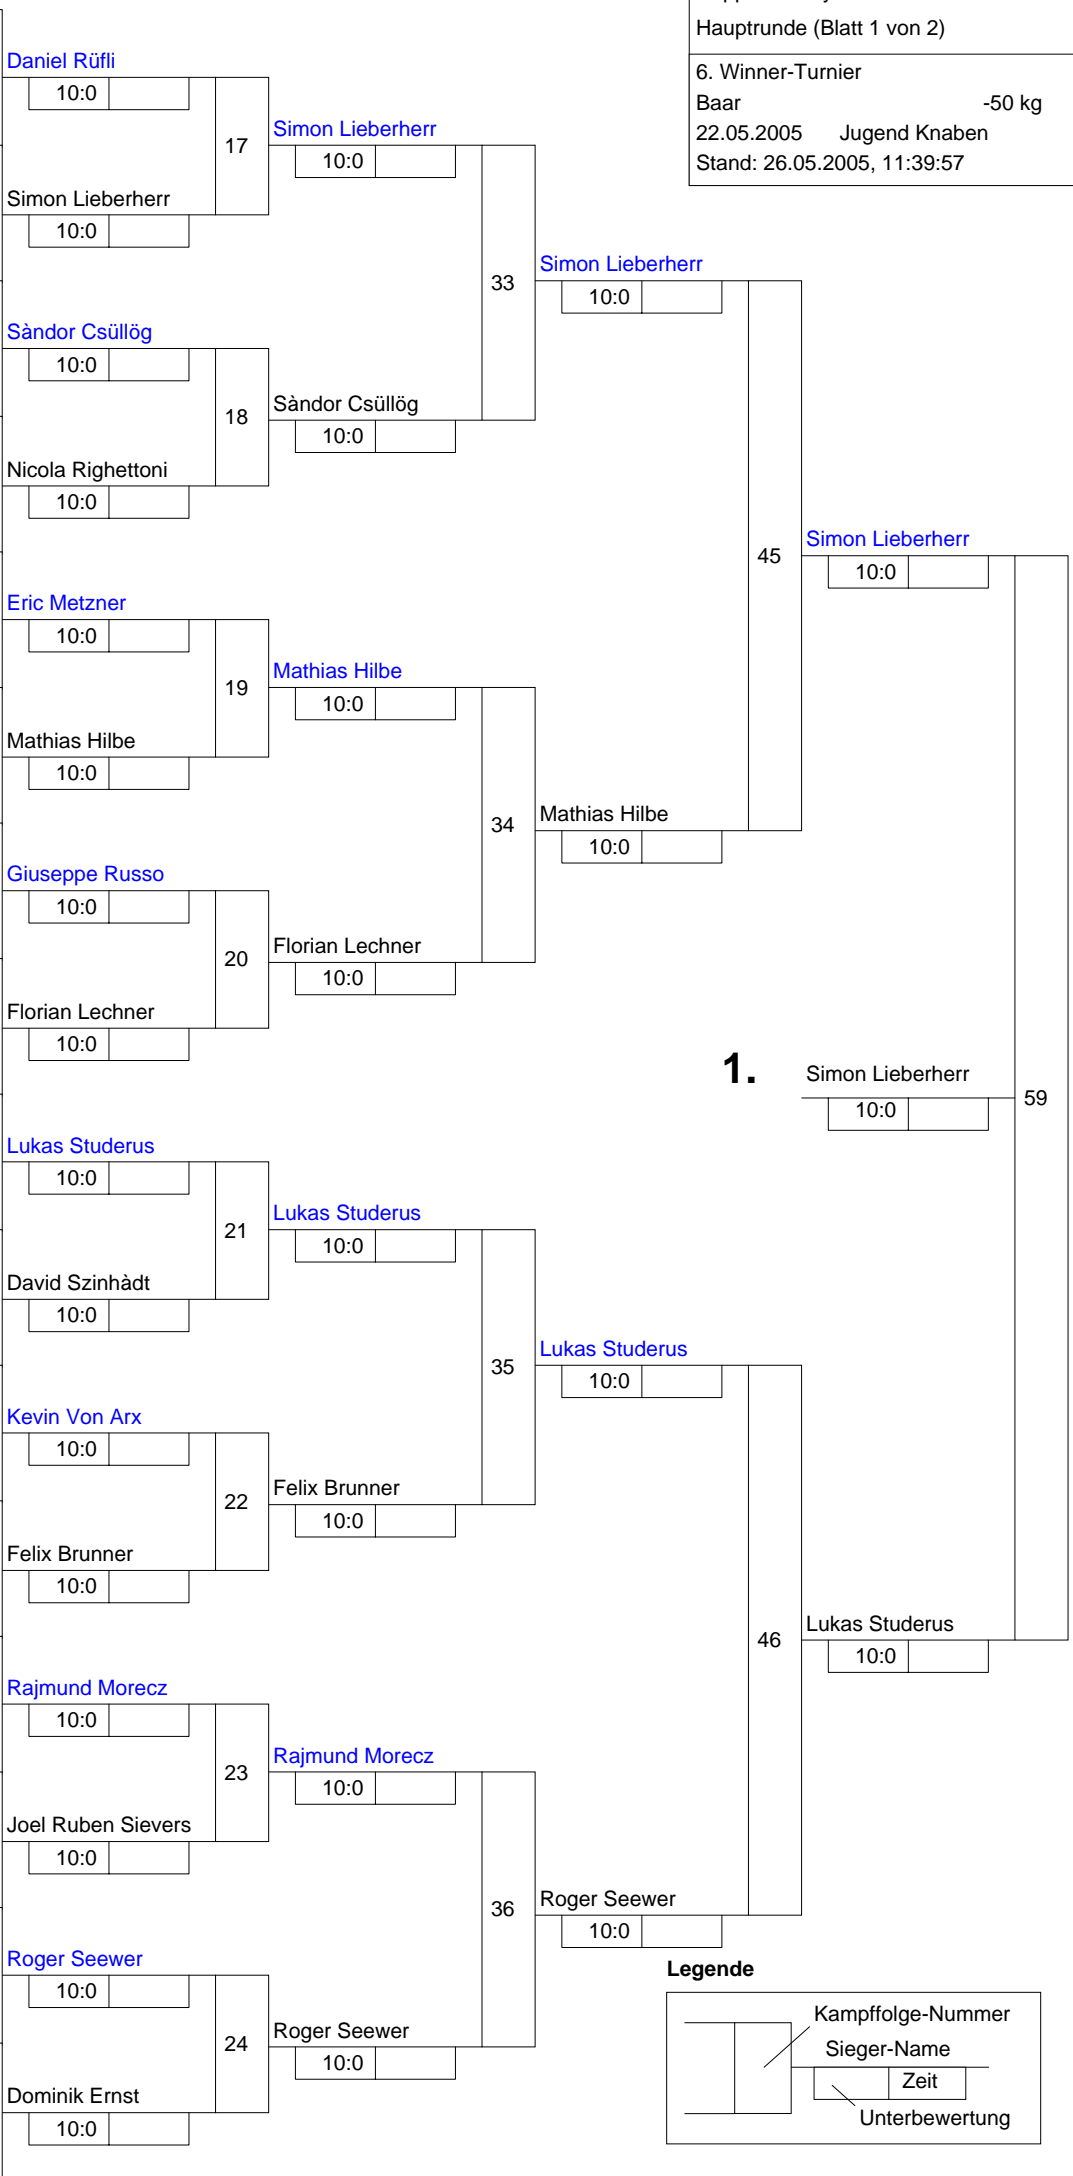 Hauptrunde (Blatt 1 von 2)
6. Winner-Turnier
Baar -50 kg
22.05.2005 Jugend Knaben
Stand: 26.05.2005, 11:39:57
Daniel Rüfli
10:0
17
Simon Lieberherr
10:0
Simon Lieberherr
10:0
33
Simon Lieberherr
10:0
Sàndor Csüllög
10:0
18
Sàndor Csüllög
10:0
Nicola Righettoni
10:0
45
Simon Lieberherr
10:0
Eric Metzner
10:0
19
Mathias Hilbe
10:0
Mathias Hilbe
10:0
34
Mathias Hilbe
10:0
Giuseppe Russo
10:0
20
Florian Lechner
10:0
Florian Lechner
10:0
1. Simon Lieberherr
10:0
59
Lukas Studerus
10:0
21
Lukas Studerus
10:0
David Szinhàdt
10:0
35
Lukas Studerus
10:0
Kevin Von Arx
10:0
22
Felix Brunner
10:0
Felix Brunner
10:0
46
Lukas Studerus
10:0
Rajmund Morecz
10:0
23
Rajmund Morecz
10:0
Joel Ruben Sievers
10:0
36
Roger Seewer
10:0
Roger Seewer
10:0
24
Roger Seewer
10:0
Dominik Ernst
10:0
Legende
Kampffolge-Nummer
Sieger-Name
Zeit
Unterbewertung